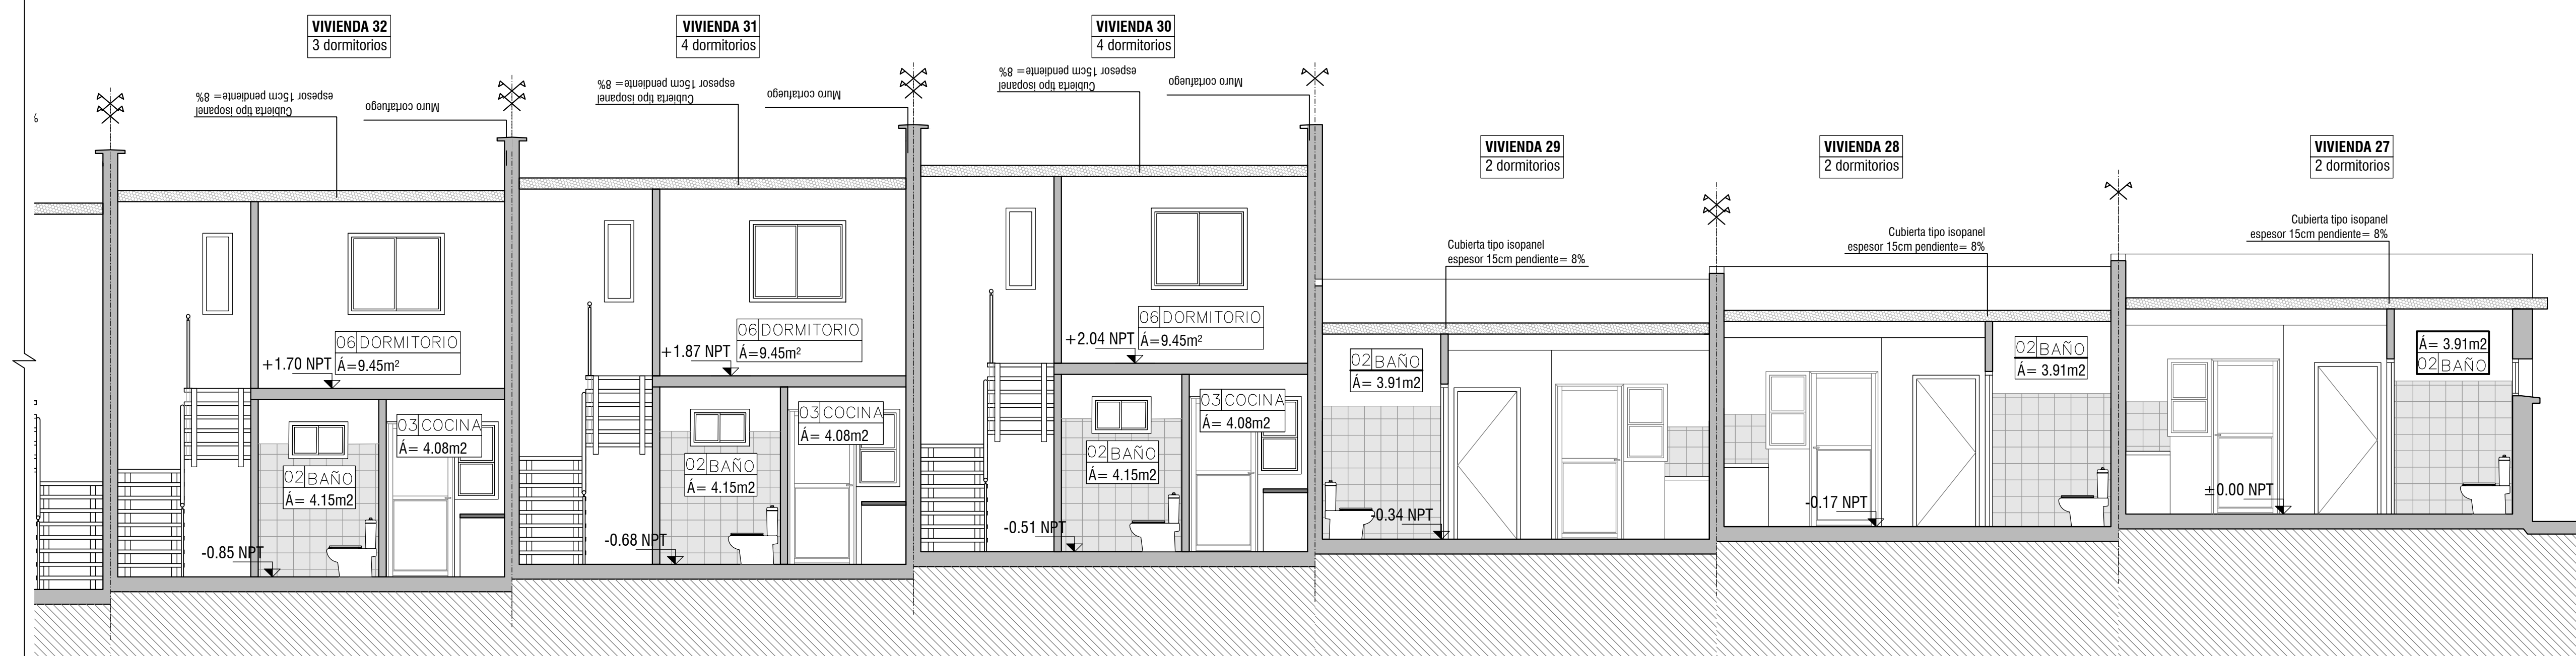 VIVIENDA 32
3 dormitorios
VIVIENDA 31
4 dormitorios
VIVIENDA 30
4 dormitorios
VIVIENDA 29
2 dormitorios
VIVIENDA 28
2 dormitorios
VIVIENDA 27
2 dormitorios
%
Cubierta tipo isopanel
espesor 15cm pendiente= 8%
Muro cortafuego
Cubierta tipo isopanel
espesor 15cm pendiente= 8%
Muro cortafuego
Cubierta tipo isopanel
espesor 15cm pendiente= 8%
Muro cortafuego
Cubierta tipo isopanel
espesor 15cm pendiente= 8%
Cubierta tipo isopanel
espesor 15cm pendiente= 8%
Cubierta tipo isopanel
espesor 15cm pendiente= 8%
06 DORMITORIO
Á=9.45m²
+1.70 NPT
03 COCINA
Á= 4.08m2
02 BAÑO
Á= 4.15m2
-0.85 NPT
06 DORMITORIO
Á=9.45m²
+1.87 NPT
03 COCINA
Á= 4.08m2
02 BAÑO
Á= 4.15m2
-0.68 NPT
06 DORMITORIO
Á=9.45m²
+2.04 NPT
03 COCINA
Á= 4.08m2
02 BAÑO
Á= 4.15m2
-0.51 NPT
02 BAÑO
Á= 3.91m2
-0.34 NPT
02 BAÑO
Á= 3.91m2
-0.17 NPT
Á= 3.91m2
02 BAÑO
±0.00 NPT